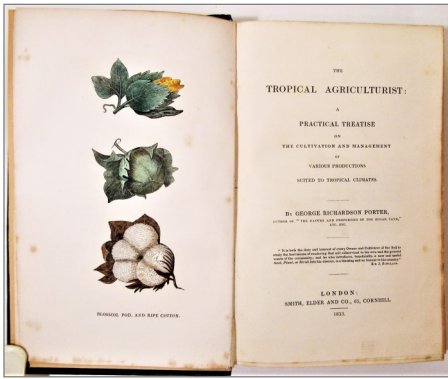 BLOSSOM, POD, AND RIPE COTTON.
THE
TROPICAL AGRICULTURIST:
A
PRACTICAL TREATISE
ON
THE CULTIVATION AND MANAGEMENT
OF
VARIOUS PRODUCTIONS
SUITED TO TROPICAL CLIMATES.
BY GEORGE RICHARDSON PORTER,
AUTHOR OF "THE NATURE AND PROPERTIES OF THE SUGAR CANE,"
ETC. ETC.
LONDON:
SMITH, ELDER AND CO., 65, CORNHILL.
1833.